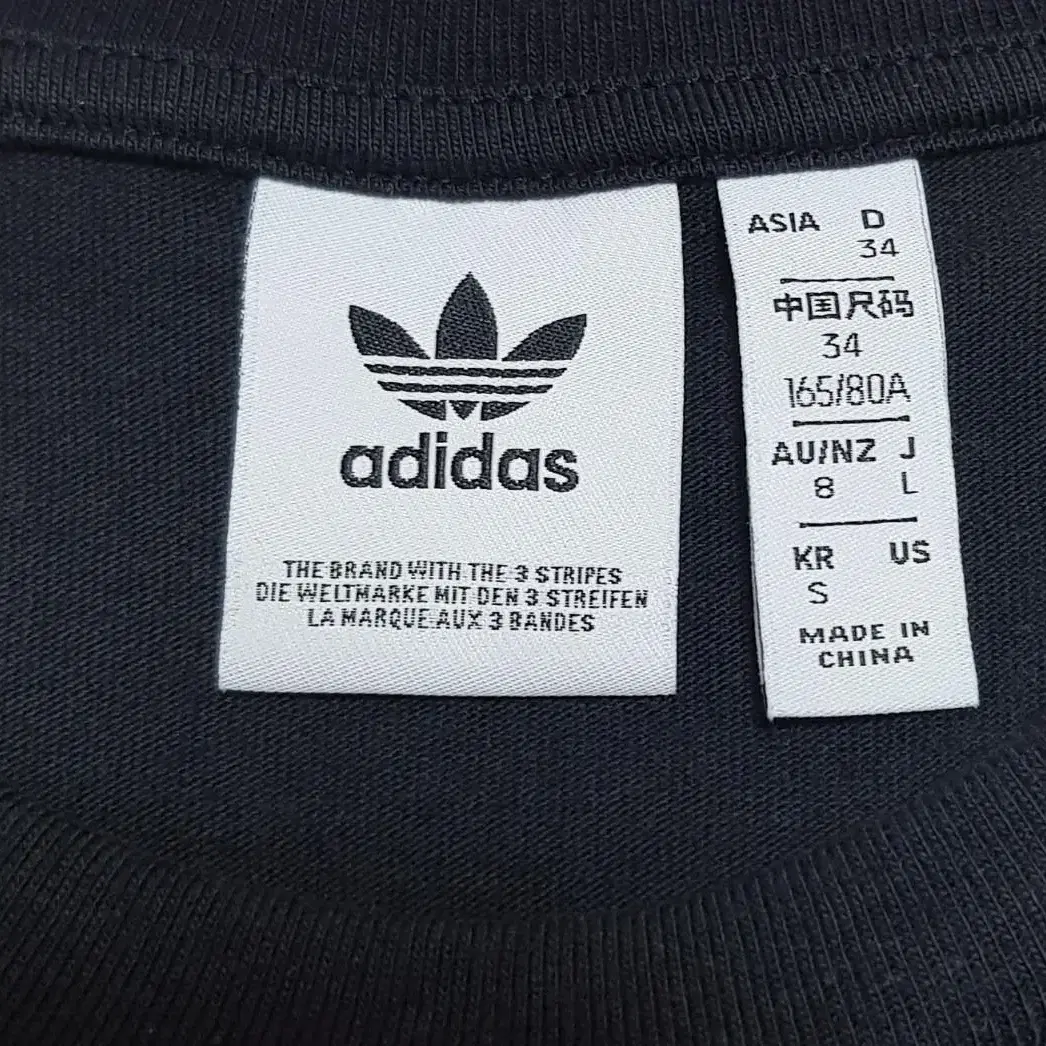 adidas
THE BRAND WITH THE 3 STRIPES
DIE WELTMARKE MIT DEN 3 STREIFEN
LA MARQUE AUX 3 BANDES
ASIA D
34
中国尺码
34
165/80A
AU/NZ J
8 L
KR US
S
MADE IN
CHINA